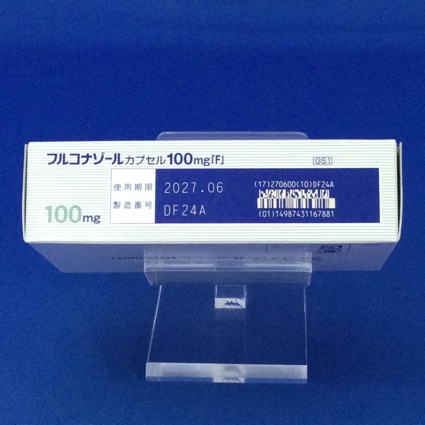 フルコナゾールカプセル100mg「F」
GS1
使用期限 2027.06
製造番号 DF24A
(17)270600(10)DF24A
(01)14987431167881
100mg